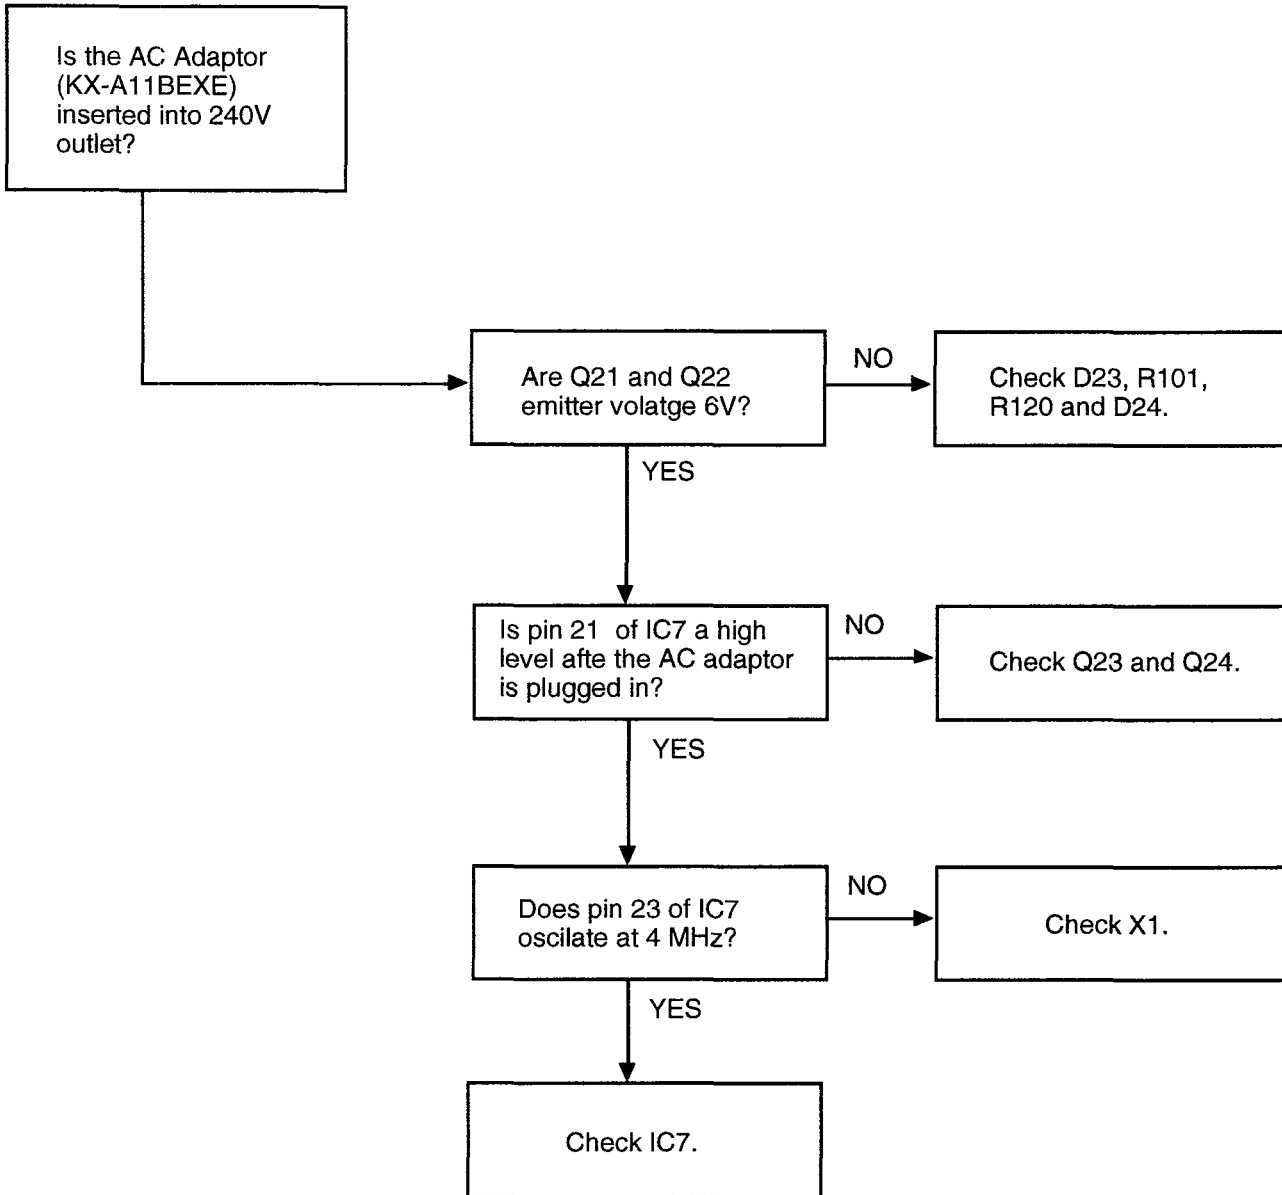 Is the AC Adaptor
(KX-A11BEXE)
inserted into 240V
outlet?
Are Q21 and Q22
emitter volatge 6V?
NO
Check D23, R101,
R120 and D24.
YES
Is pin 21 of IC7 a high
level afte the AC adaptor
is plugged in?
NO
Check Q23 and Q24.
YES
Does pin 23 of IC7
oscilate at 4 MHz?
NO
Check X1.
YES
Check IC7.